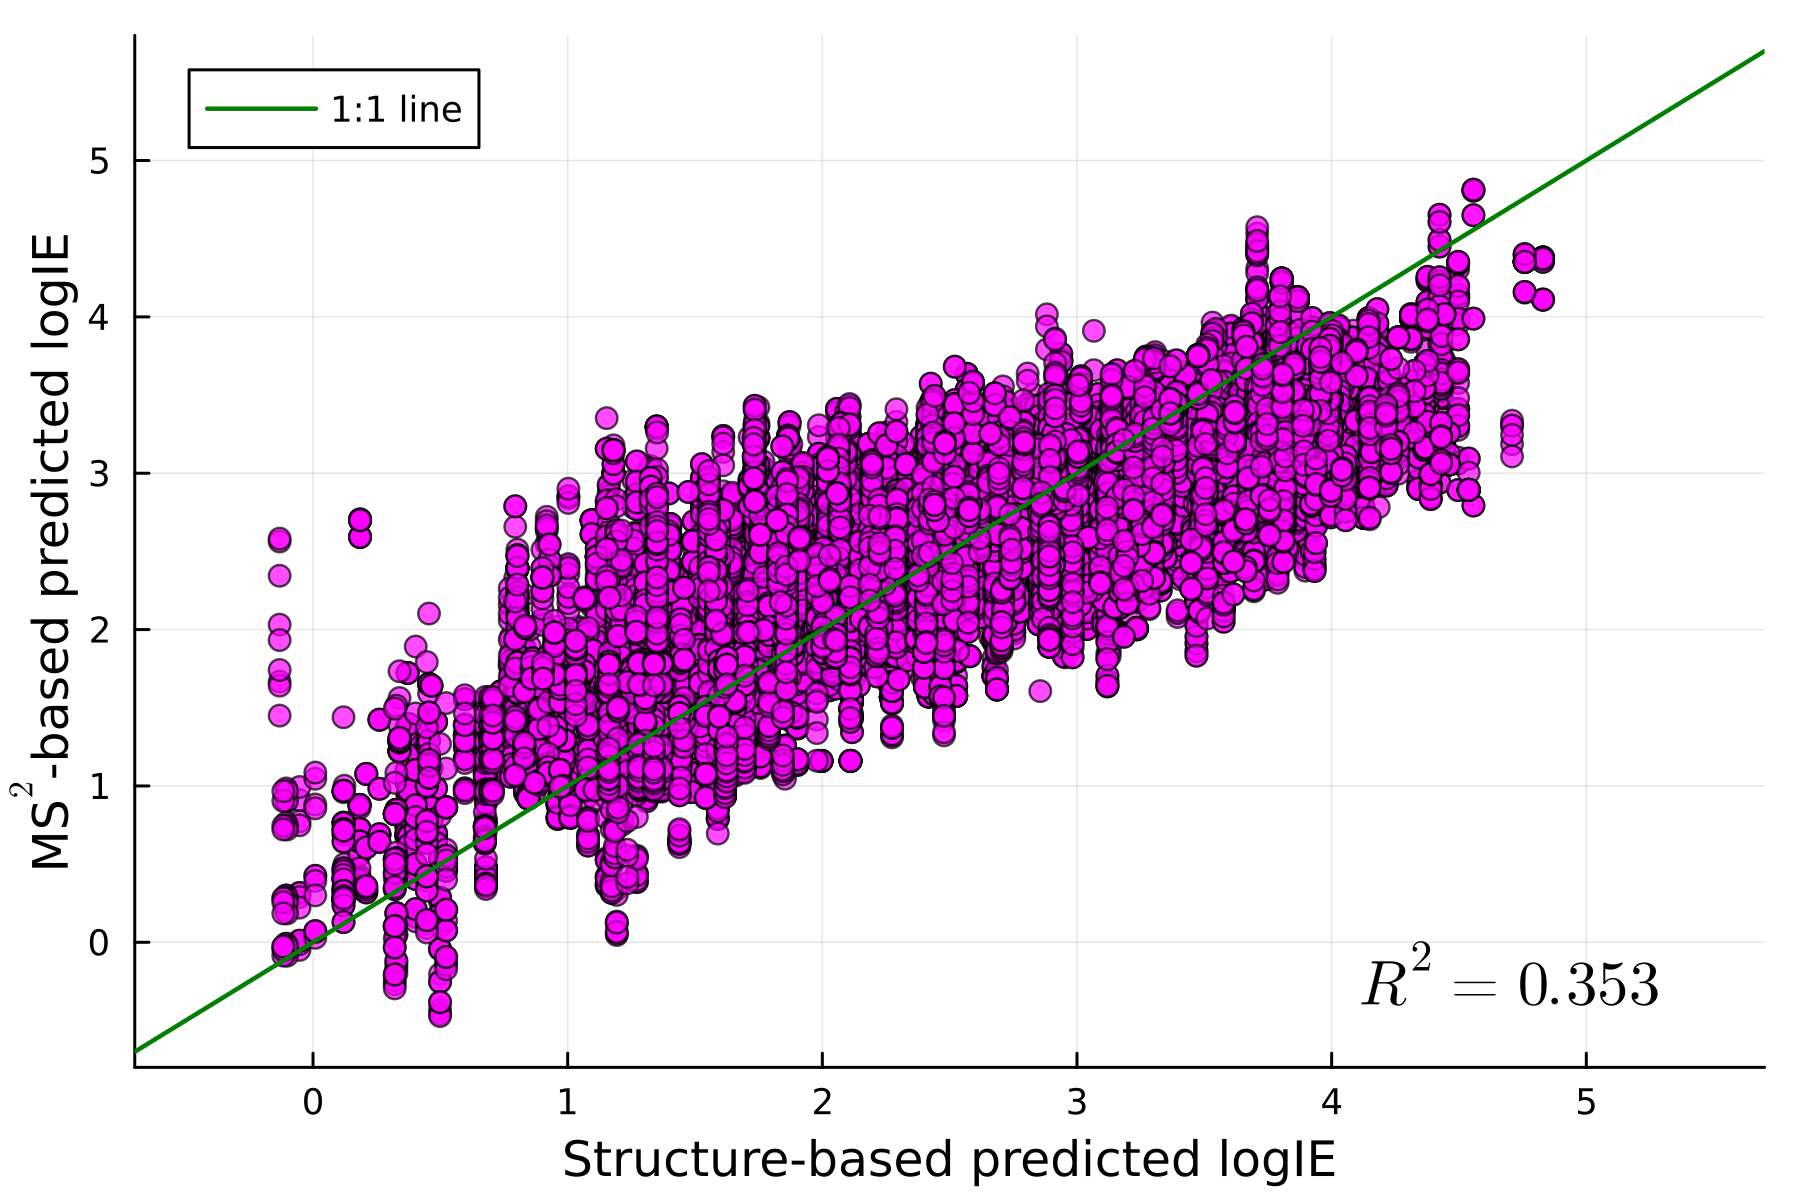 1:1 line
5
4
3
2
1
0
MS²-based predicted logIE
R² = 0.353
0 1 2 3 4 5
Structure-based predicted logIE